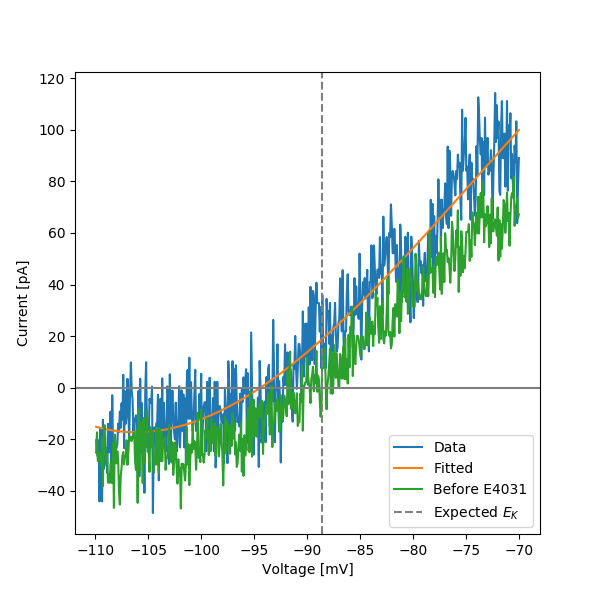 120
100
80
60
40
20
0
−20
−40
Current [pA]
−110 −105 −100 −95 −90 −85 −80 −75 −70
Voltage [mV]
Data
Fitted
Before E4031
Expected E_K